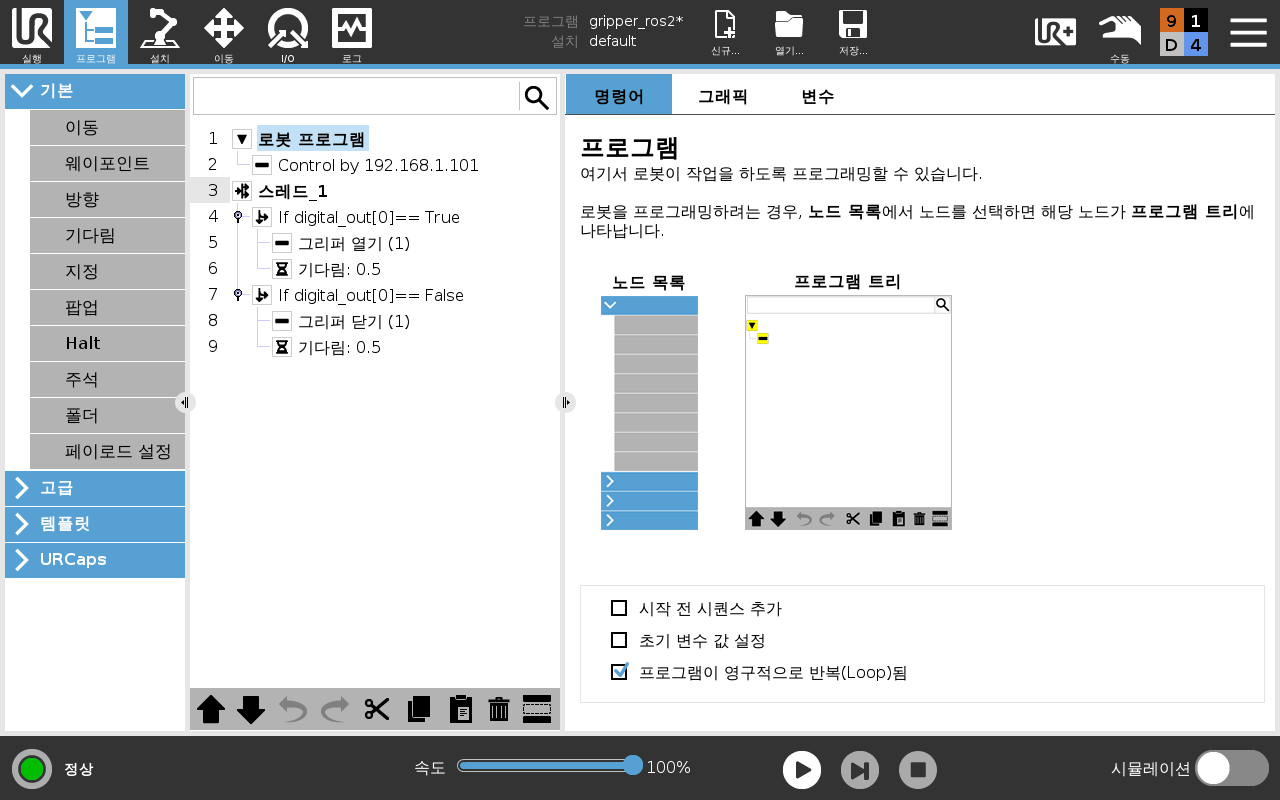 UR
실행
프로그램
설치
이동
I/O
로그
프로그램 gripper_ros2*
설치 default
신규...
열기...
저장...
UR+
수동
9 1
D 4
기본
이동
웨이포인트
방향
기다림
지정
팝업
Halt
주석
폴더
페이로드 설정
고급
템플릿
URCaps
1 로봇 프로그램
2 Control by 192.168.1.101
3 스레드_1
4 If digital_out[0]== True
5 그리퍼 열기 (1)
6 기다림: 0.5
7 If digital_out[0]== False
8 그리퍼 닫기 (1)
9 기다림: 0.5
명령어 그래픽 변수
프로그램
여기서 로봇이 작업을 하도록 프로그래밍할 수 있습니다.
로봇을 프로그래밍하려는 경우, 노드 목록에서 노드를 선택하면 해당 노드가 프로그램 트리에
나타납니다.
노드 목록
프로그램 트리
시작 전 시퀀스 추가
초기 변수 값 설정
프로그램이 영구적으로 반복(Loop)됨
정상
속도 100%
시뮬레이션